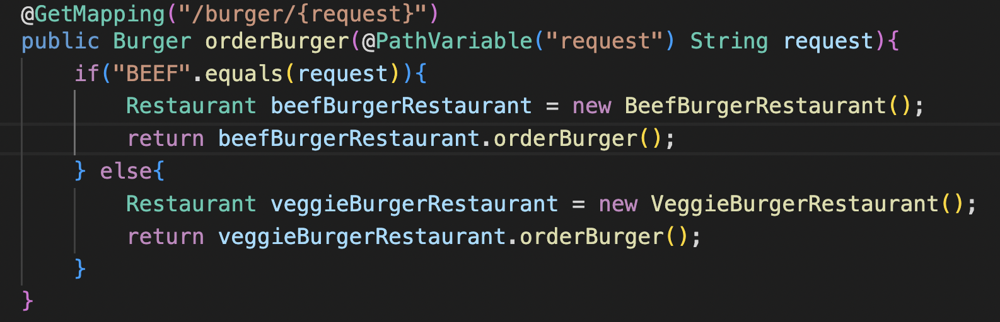 @GetMapping("/burger/{request}")
public Burger orderBurger(@PathVariable("request") String request){
    if("BEEF".equals(request)){
        Restaurant beefBurgerRestaurant = new BeefBurgerRestaurant();
        return beefBurgerRestaurant.orderBurger();
    } else{
        Restaurant veggieBurgerRestaurant = new VeggieBurgerRestaurant();
        return veggieBurgerRestaurant.orderBurger();
    }
}